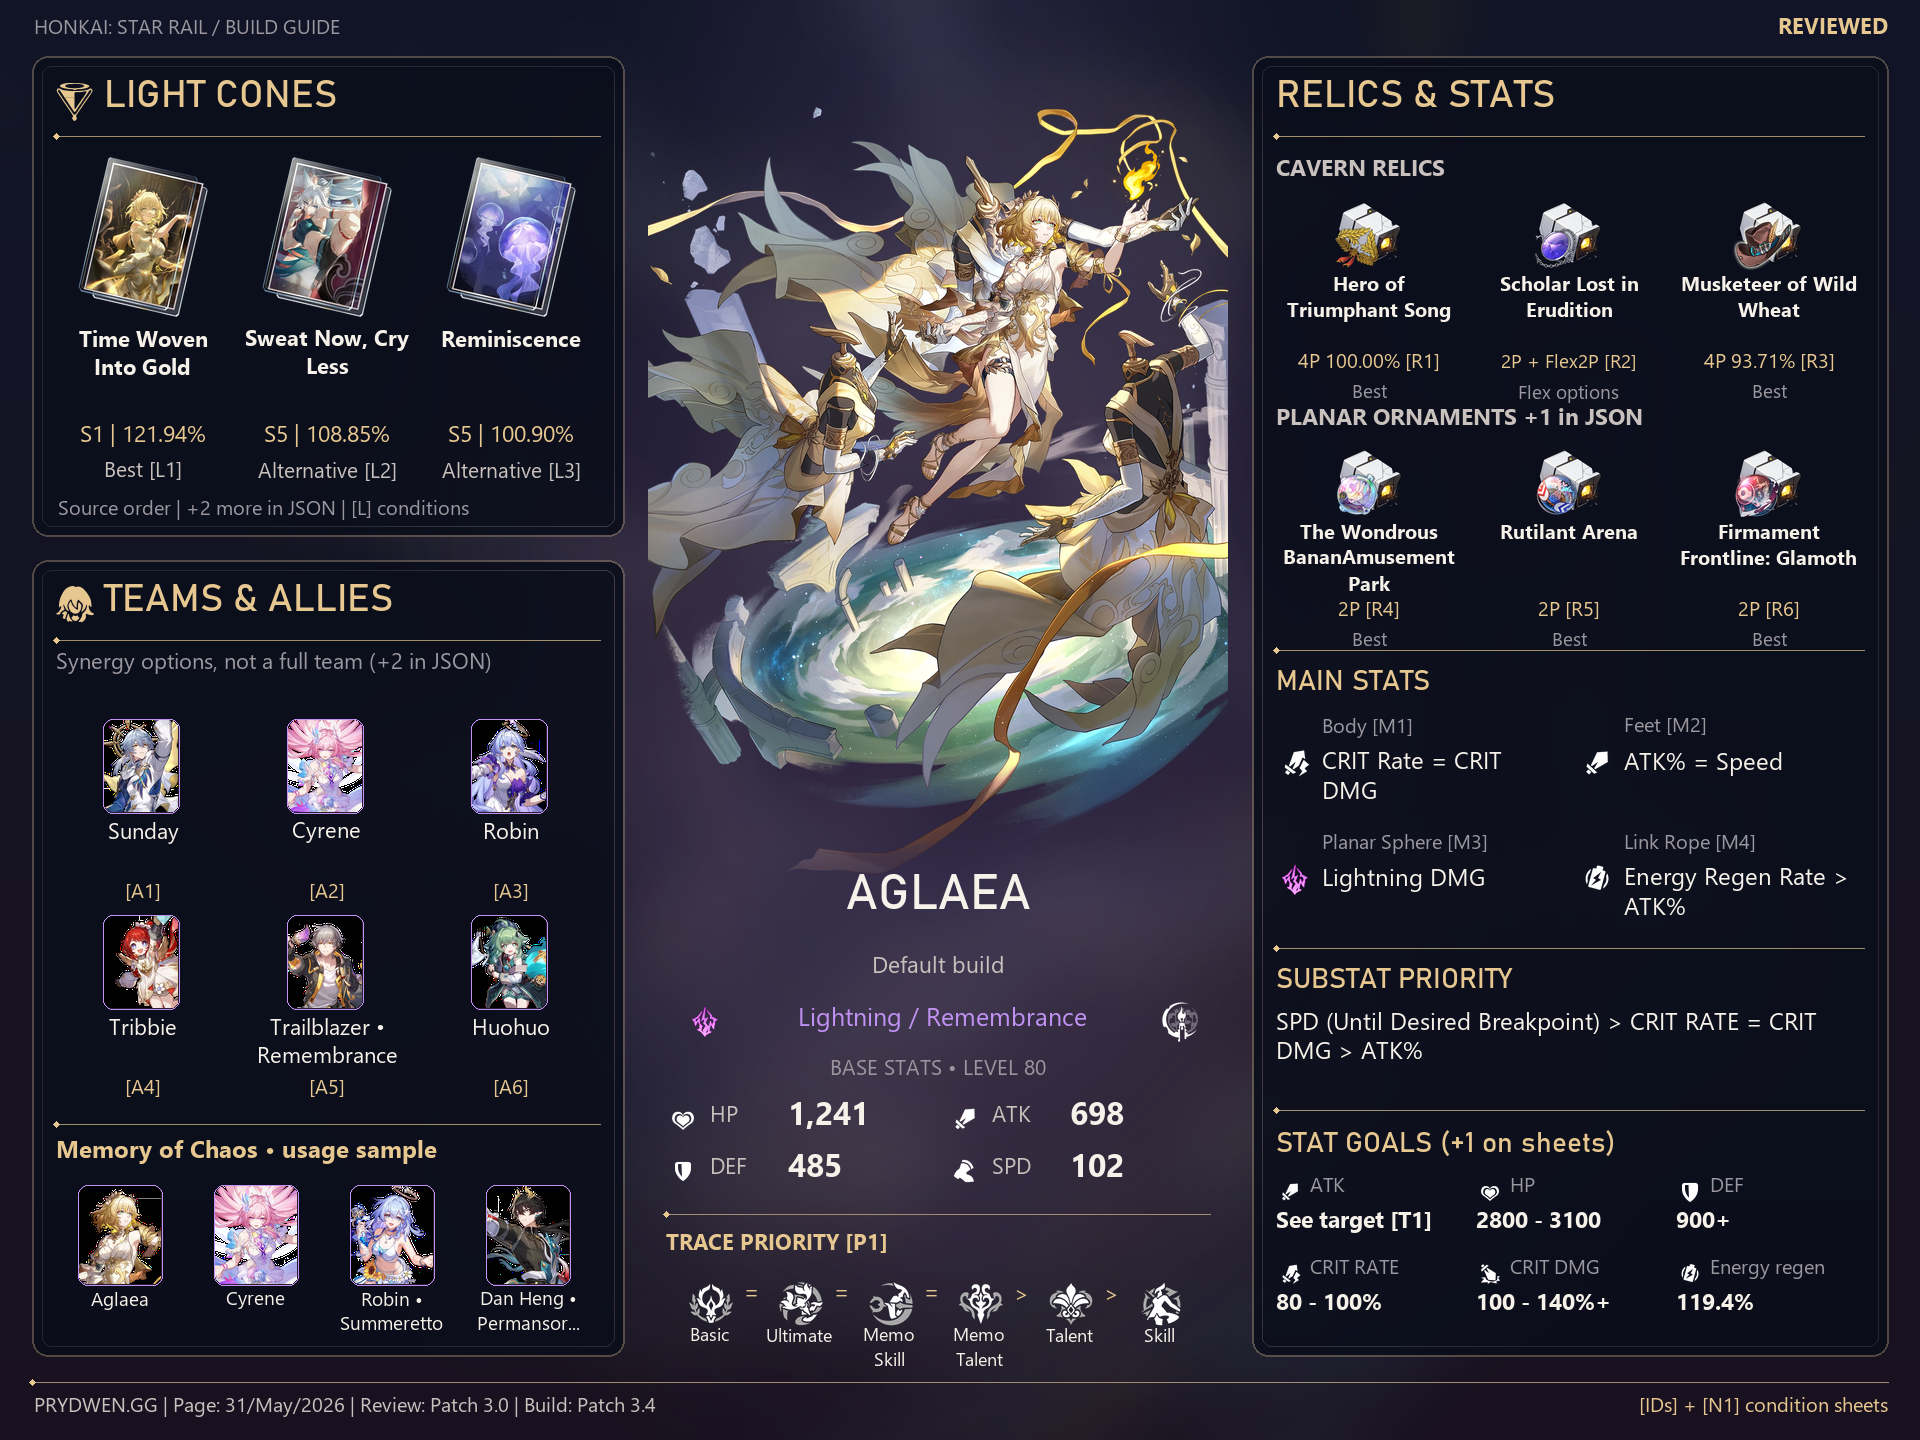 HONKAI: STAR RAIL / BUILD GUIDE
REVIEWED
LIGHT CONES
Time Woven Into Gold
S1 | 121.94%
Best [L1]
Sweat Now, Cry Less
S5 | 108.85%
Alternative [L2]
Reminiscence
S5 | 100.90%
Alternative [L3]
Source order | +2 more in JSON | [L] conditions
TEAMS & ALLIES
Synergy options, not a full team (+2 in JSON)
Sunday
[A1]
Cyrene
[A2]
Robin
[A3]
Tribbie
[A4]
Trailblazer •
Remembrance
[A5]
Huohuo
[A6]
Memory of Chaos • usage sample
Aglaea
Cyrene
Robin •
Summeretto
Dan Heng •
Permansor...
AGLAEA
Default build
Lightning / Remembrance
BASE STATS • LEVEL 80
HP 1,241
ATK 698
DEF 485
SPD 102
TRACE PRIORITY [P1]
= = = > >
Basic
Ultimate
Memo
Skill
Memo
Talent
Talent
Skill
RELICS & STATS
CAVERN RELICS
Hero of
Triumphant Song
4P 100.00% [R1]
Best
Scholar Lost in
Erudition
2P + Flex2P [R2]
Flex options
Musketeer of Wild
Wheat
4P 93.71% [R3]
Best
PLANAR ORNAMENTS +1 in JSON
The Wondrous
BananAmusement
Park
2P [R4]
Best
Rutilant Arena
2P [R5]
Best
Firmament
Frontline: Glamoth
2P [R6]
Best
MAIN STATS
Body [M1]
CRIT Rate = CRIT
DMG
Feet [M2]
ATK% = Speed
Planar Sphere [M3]
Lightning DMG
Link Rope [M4]
Energy Regen Rate >
ATK%
SUBSTAT PRIORITY
SPD (Until Desired Breakpoint) > CRIT RATE = CRIT
DMG > ATK%
STAT GOALS (+1 on sheets)
ATK
See target [T1]
HP
2800 - 3100
DEF
900+
CRIT RATE
80 - 100%
CRIT DMG
100 - 140%+
Energy regen
119.4%
PRYDWEN.GG | Page: 31/May/2026 | Review: Patch 3.0 | Build: Patch 3.4
[IDs] + [N1] condition sheets